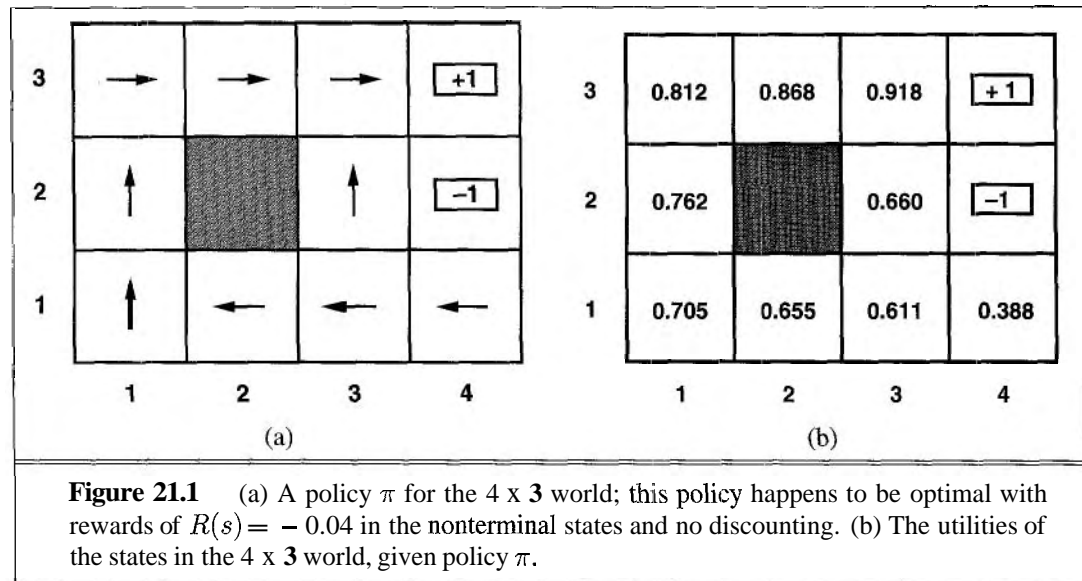 3 +1
2 −1
1
1 2 3 4
(a)
3 0.812 0.868 0.918 +1
2 0.762 0.660 −1
1 0.705 0.655 0.611 0.388
1 2 3 4
(b)
Figure 21.1 (a) A policy π for the 4 x 3 world; this policy happens to be optimal with
rewards of R(s) = − 0.04 in the nonterminal states and no discounting. (b) The utilities of
the states in the 4 x 3 world, given policy π.